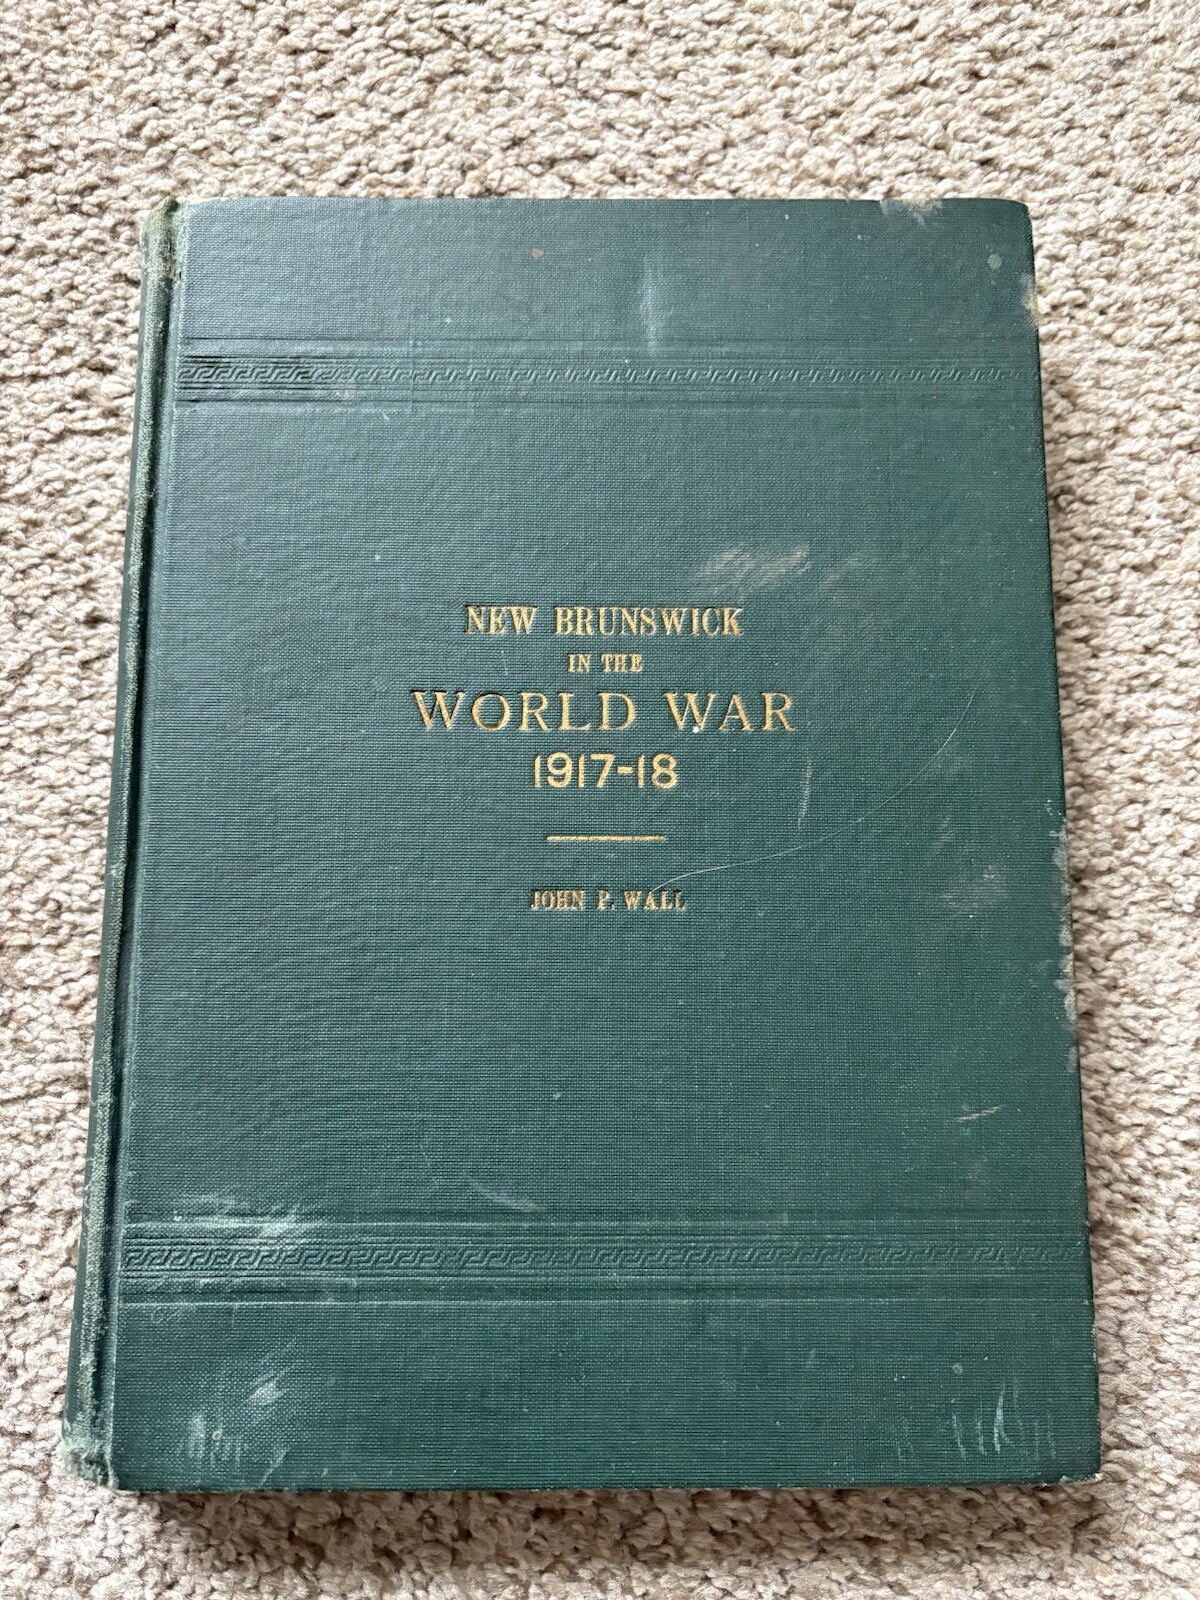 NEW BRUNSWICK
IN THE
WORLD WAR
1917-18
JOHN P. WALL